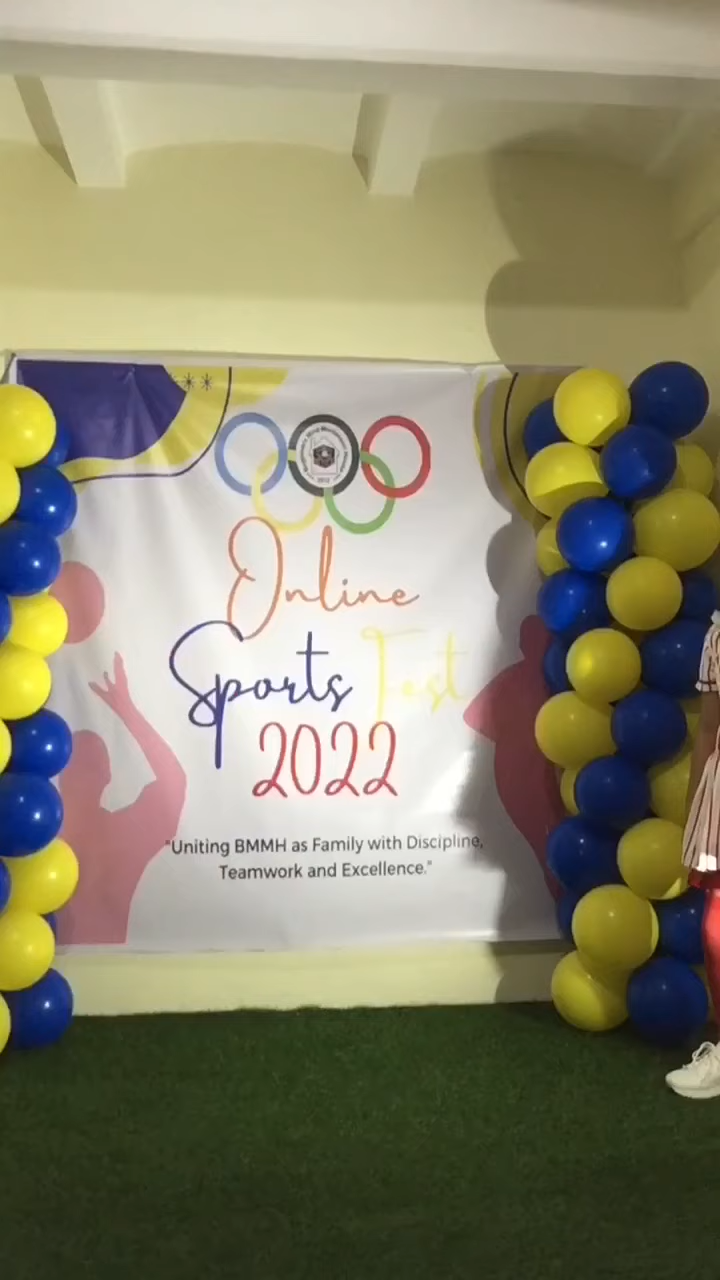 Online
Sports Fest
2022
"Uniting BMMH as Family with Discipline,
Teamwork and Excellence."